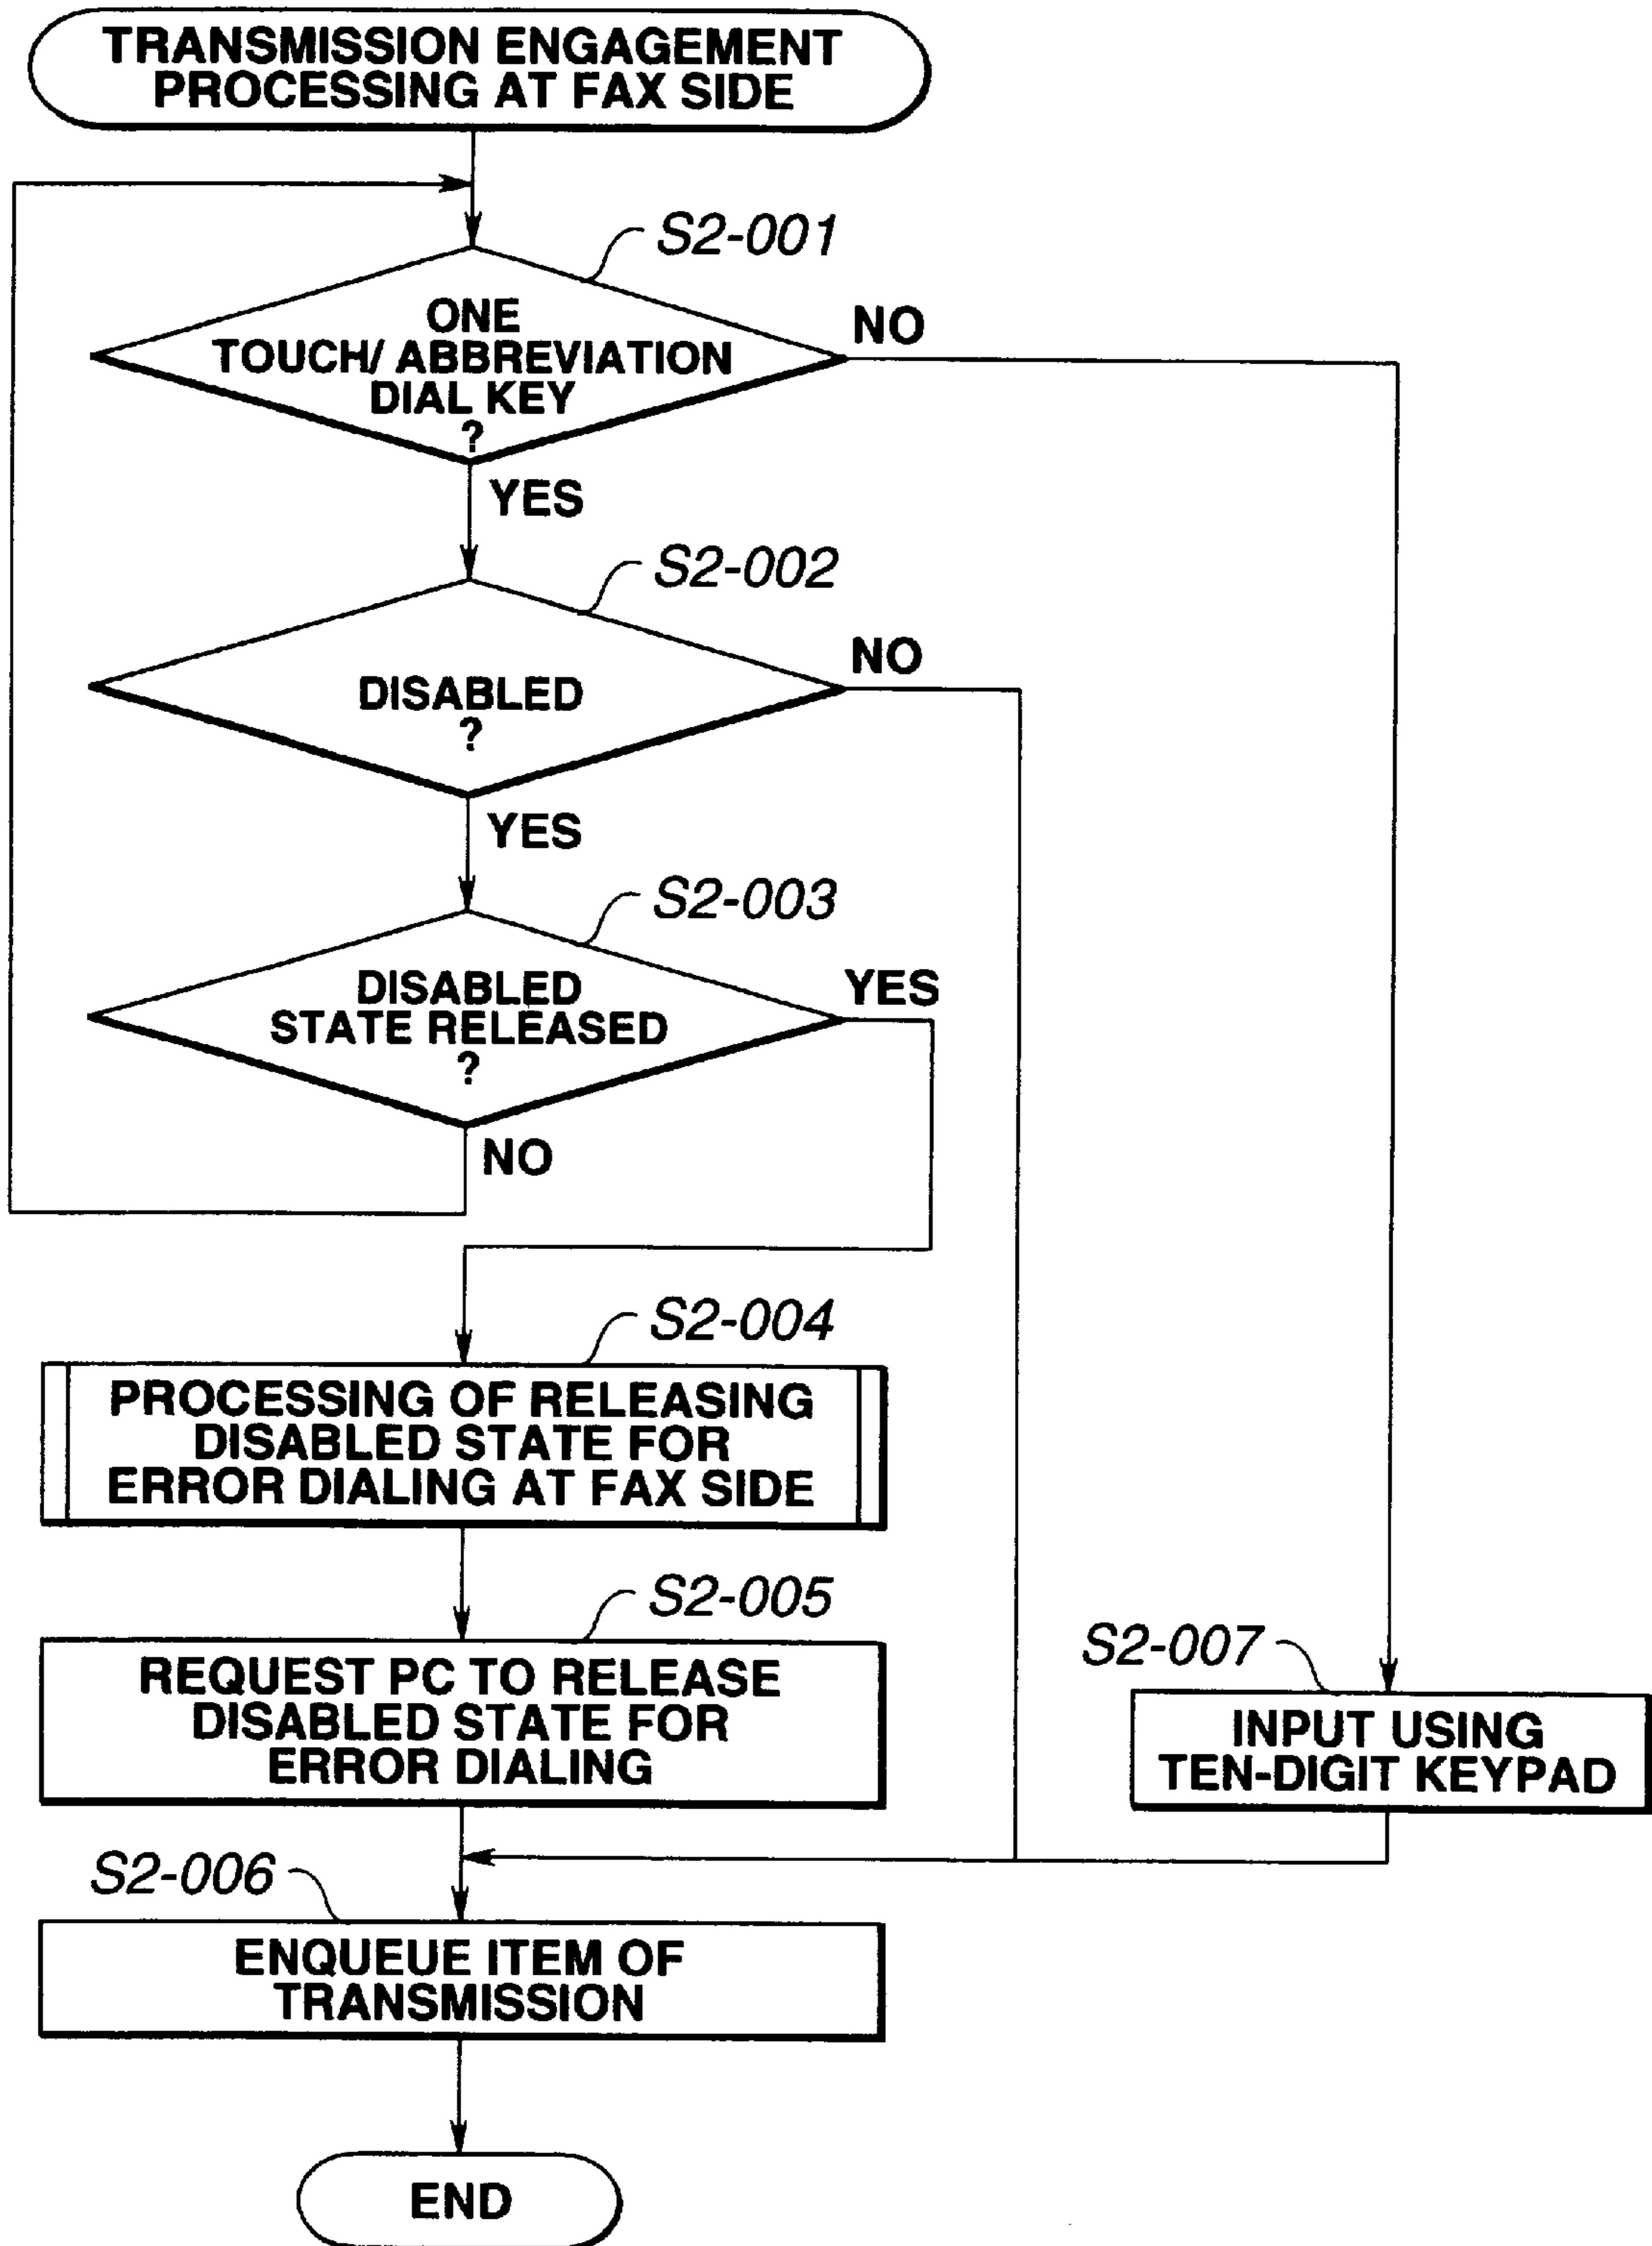 TRANSMISSION ENGAGEMENT
PROCESSING AT FAX SIDE
S2-001
ONE
TOUCH/ ABBREVIATION
DIAL KEY
?
NO
YES
S2-002
DISABLED
?
NO
YES
S2-003
DISABLED
STATE RELEASED
?
YES
NO
S2-004
PROCESSING OF RELEASING
DISABLED STATE FOR
ERROR DIALING AT FAX SIDE
S2-005
REQUEST PC TO RELEASE
DISABLED STATE FOR
ERROR DIALING
S2-007
INPUT USING
TEN-DIGIT KEYPAD
S2-006
ENQUEUE ITEM OF
TRANSMISSION
END